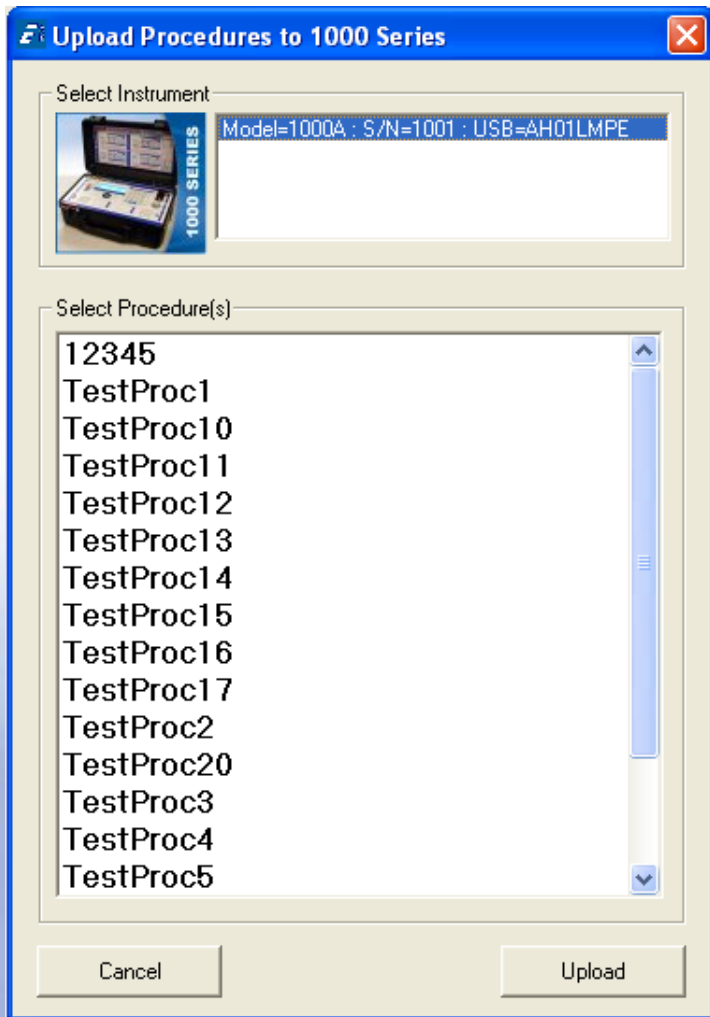 Upload Procedures to 1000 Series
Select Instrument
1000 SERIES
Model=1000A : S/N=1001 : USB=AH01LMPE
Select Procedure(s)
12345
TestProc1
TestProc10
TestProc11
TestProc12
TestProc13
TestProc14
TestProc15
TestProc16
TestProc17
TestProc2
TestProc20
TestProc3
TestProc4
TestProc5
Cancel
Upload